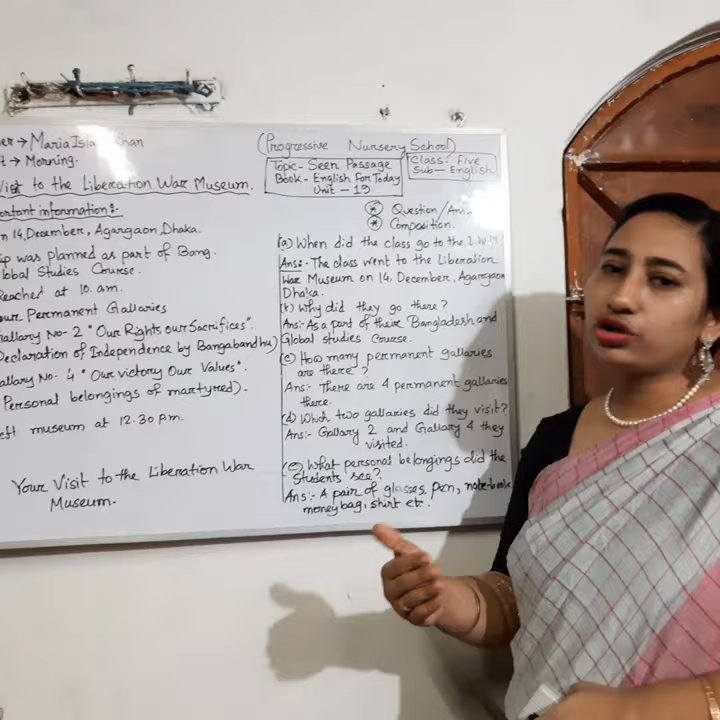 er → Maria Isla Khan
t → Morning.
Visit to the Liberation War Museum.
portant information:-
n 14, December, Agargaon, Dhaka.
ip was planned as part of Bang.
lobal Studies Course.
Reached at 10. am.
our Permanent Gallaries
Gallary No- 2 "Our Rights our Sacrifices".
Declaration of Independence by Bangabandhu)
allary No- 4 "Our victory Our Values".
Personal belongings of martyred).
eft museum at 12.30 pm.
Your Visit to the Liberation War
Museum.
(Progressive Nursery School)
Topic- Seen Passage
Book- English For Today
Unit - 19
Class:- Five
Sub- English
Question/Ans
Composition.
(a) When did the class go to the L.W.M
Ans:- The class went to the Liberation
War Museum on 14. December, Agargaon
Dhaka.
(b) Why did they go there?
Ans:- As a part of their Bangladesh and
Global studies Course.
(c) How many permanent gallaries
are there?
Ans:- There are 4 permanent gallaries
there.
(d) Which two gallaries did they visit?
Ans:- Gallary 2 and Gallary 4 they
visited.
(e) What personal belongings did the
Students see?
Ans:- A pair of glasses, pen, note-book
moneybag, shirt etc.